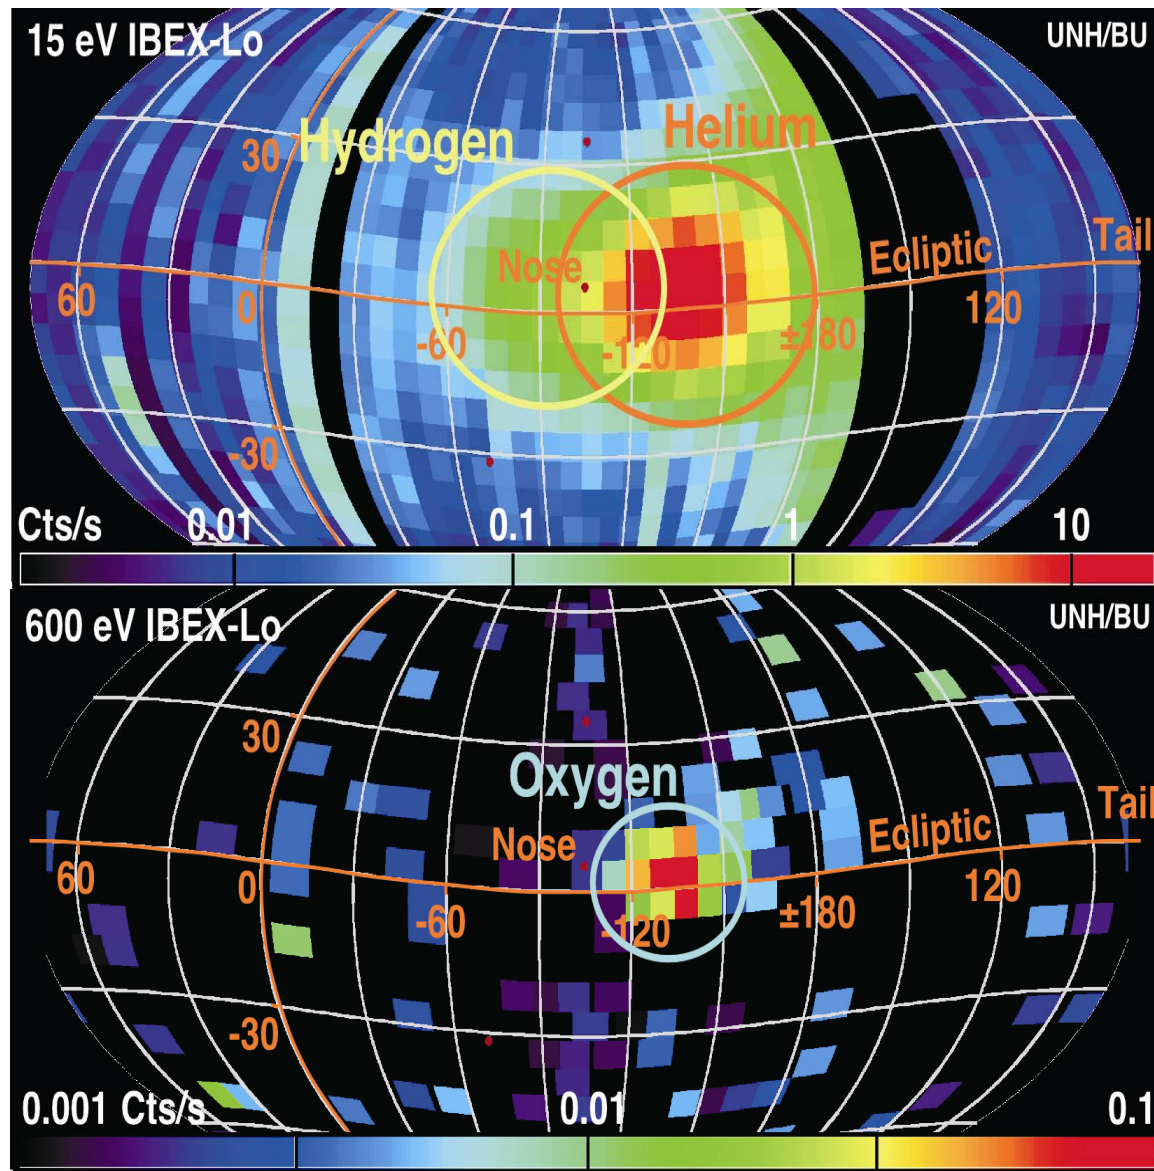 15 eV IBEX-Lo UNH/BU
Hydrogen Helium
30
Nose Ecliptic Tail
60 0 -60 -120 ±180 120
-30
Cts/s 0.01 0.1 1 10
600 eV IBEX-Lo UNH/BU
30
Oxygen
Nose Ecliptic Tail
60 0 -60 -120 ±180 120
-30
0.001 Cts/s 0.01 0.1